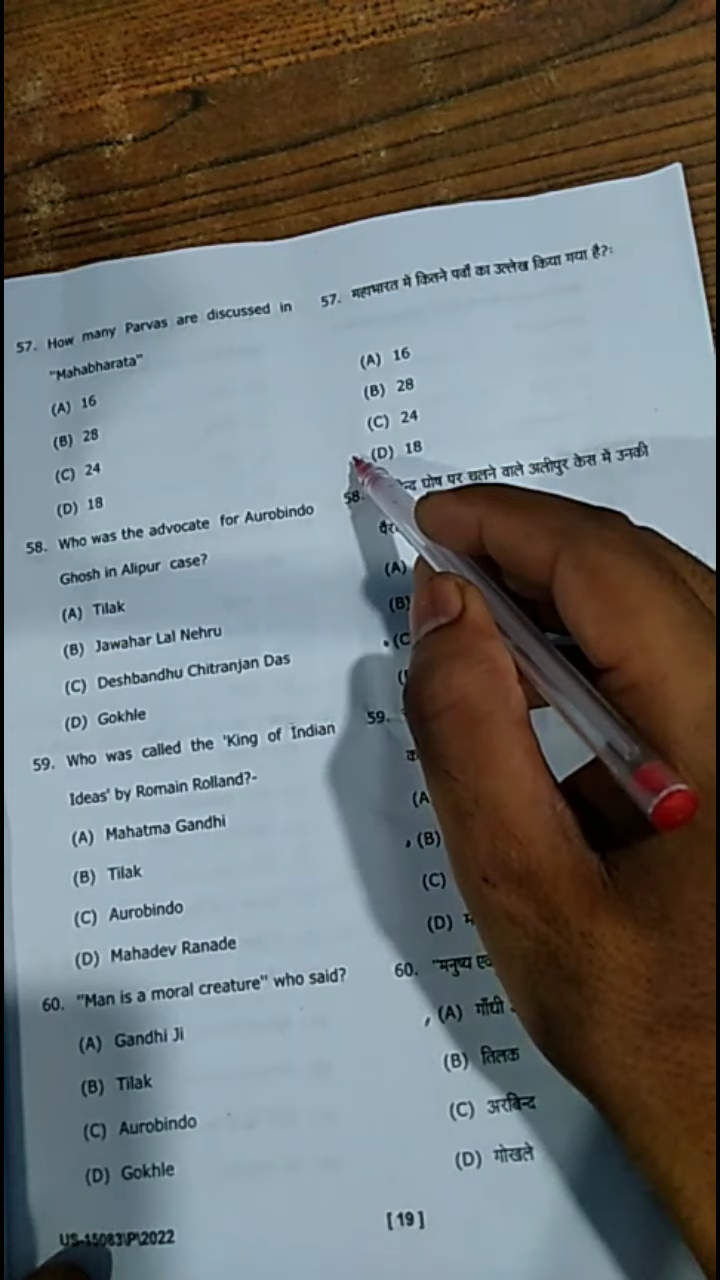 57. How many Parvas are discussed in
"Mahabharata"
(A) 16
(B) 28
(C) 24
(D) 18
58. Who was the advocate for Aurobindo
Ghosh in Alipur case?
(A) Tilak
(B) Jawahar Lal Nehru
(C) Deshbandhu Chitranjan Das
(D) Gokhle
59. Who was called the 'King of Indian
Ideas' by Romain Rolland?-
(A) Mahatma Gandhi
(B) Tilak
(C) Aurobindo
(D) Mahadev Ranade
60. "Man is a moral creature" who said?
(A) Gandhi Ji
(B) Tilak
(C) Aurobindo
(D) Gokhle
57. महाभारत में कितने पर्वों का उल्लेख किया गया है?:
(A) 16
(B) 28
(C) 24
(D) 18
58. घोष पर चलने वाले अलीपुर केस में उनकी
(A)
(B)
(C
59.
(A
(B)
(C)
(D)
60. "मनुष्य
(A) गाँधी
(B) तिलक
(C) अरबिन्द
(D) गोखले
US-15083\P\2022
[ 19 ]